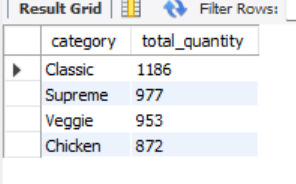 Result Grid Filter Rows:
category total_quantity
Classic 1186
Supreme 977
Veggie 953
Chicken 872